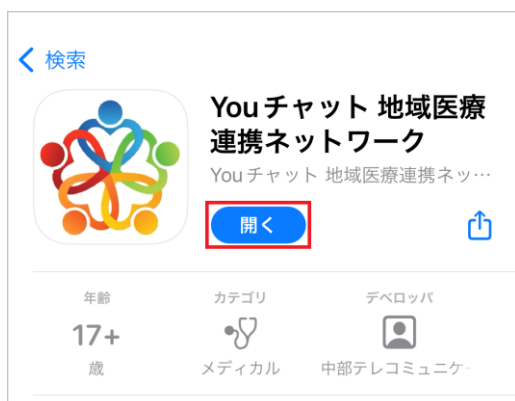 検索
Youチャット 地域医療
連携ネットワーク
Youチャット 地域医療連携ネッ…
開く
年齢 カテゴリ デベロッパ
17+
歳 メディカル 中部テレコミュニケ